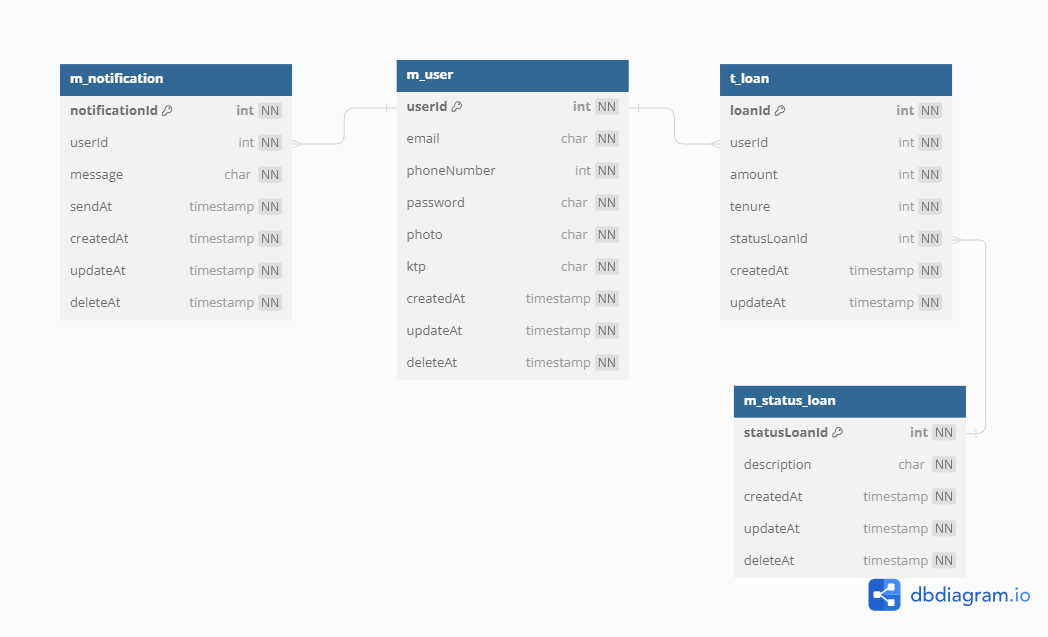 m_notification
notificationId int NN
userId int NN
message char NN
sendAt timestamp NN
createdAt timestamp NN
updateAt timestamp NN
deleteAt timestamp NN
m_user
userId int NN
email char NN
phoneNumber int NN
password char NN
photo char NN
ktp char NN
createdAt timestamp NN
updateAt timestamp NN
deleteAt timestamp NN
t_loan
loanId int NN
userId int NN
amount int NN
tenure int NN
statusLoanId int NN
createdAt timestamp NN
updateAt timestamp NN
m_status_loan
statusLoanId int NN
description char NN
createdAt timestamp NN
updateAt timestamp NN
deleteAt timestamp NN
dbdiagram.io